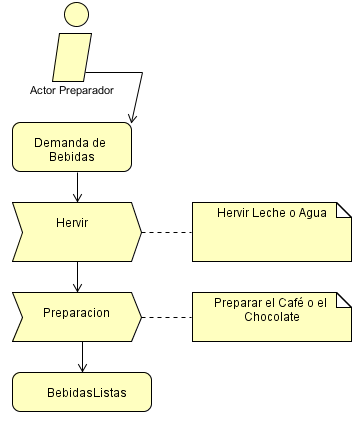 Actor Preparador
Demanda de
Bebidas
Hervir
Hervir Leche o Agua
Preparacion
Preparar el Café o el
Chocolate
BebidasListas